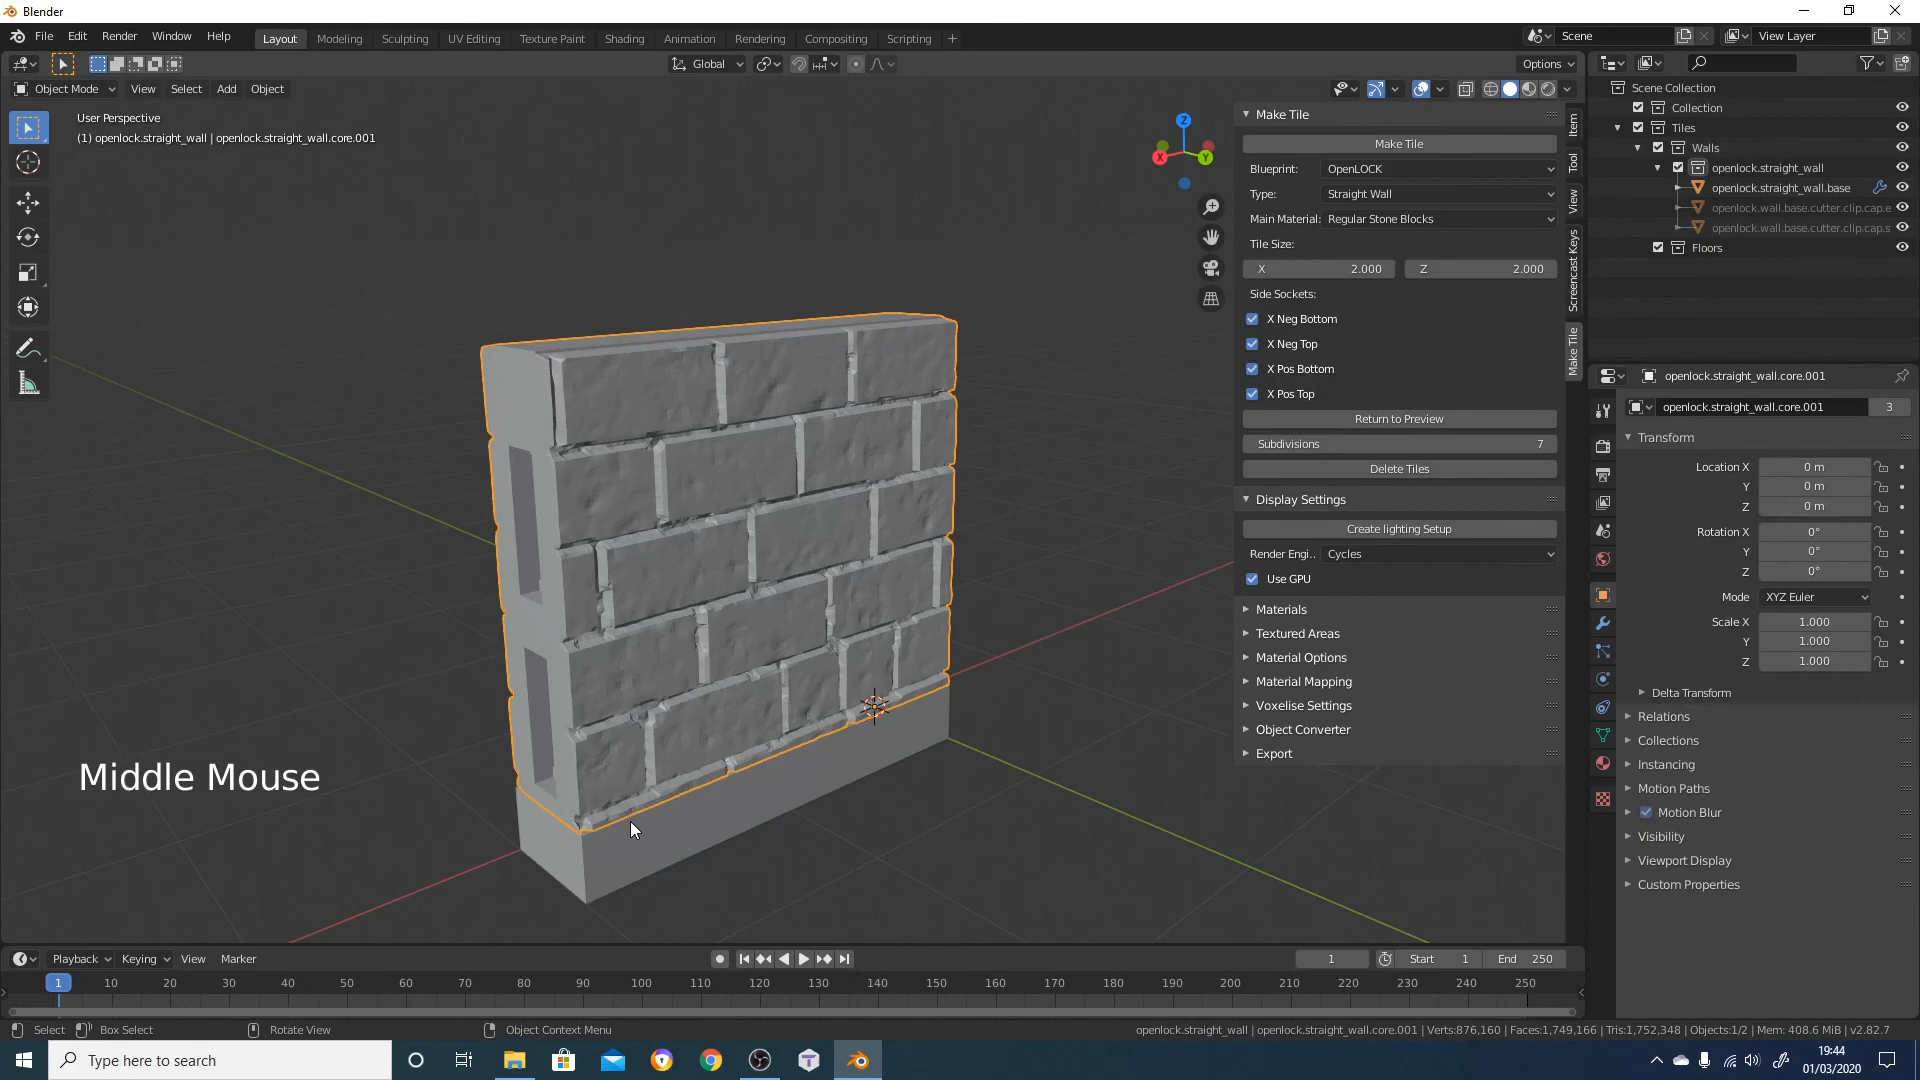 Blender
File Edit Render Window Help
Layout Modeling Sculpting UV Editing Texture Paint Shading Animation Rendering Compositing Scripting +
Scene
View Layer
Global
Options
Object Mode View Select Add Object
User Perspective
(1) openlock.straight_wall | openlock.straight_wall.core.001
Z
X
Y
Make Tile
Make Tile
Blueprint: OpenLOCK
Type: Straight Wall
Main Material: Regular Stone Blocks
Tile Size:
X 2.000 Z 2.000
Side Sockets:
X Neg Bottom
X Neg Top
X Pos Bottom
X Pos Top
Return to Preview
Subdivisions 7
Delete Tiles
Display Settings
Create lighting Setup
Render Engi.. Cycles
Use GPU
Materials
Textured Areas
Material Options
Material Mapping
Voxelise Settings
Object Converter
Export
Item
Tool
View
Screencast Keys
Make Tile
Scene Collection
Collection
Tiles
Walls
openlock.straight_wall
openlock.straight_wall.base
openlock.wall.base.cutter.clip.cap.e
openlock.wall.base.cutter.clip.cap.s
Floors
openlock.straight_wall.core.001
openlock.straight_wall.core.001 3
Transform
Location X 0 m
Y 0 m
Z 0 m
Rotation X 0°
Y 0°
Z 0°
Mode XYZ Euler
Scale X 1.000
Y 1.000
Z 1.000
Delta Transform
Relations
Collections
Instancing
Motion Paths
Motion Blur
Visibility
Viewport Display
Custom Properties
Middle Mouse
Playback Keying View Marker
1 Start 1 End 250
1 10 20 30 40 50 60 70 80 90 100 110 120 130 140 150 160 170 180 190 200 210 220 230 240 250
Select Box Select Rotate View Object Context Menu
openlock.straight_wall | openlock.straight_wall.core.001 | Verts:876,160 | Faces:1,749,166 | Tris:1,752,348 | Objects:1/2 | Mem: 408.6 MiB | v2.82.7
Type here to search
19:44
01/03/2020